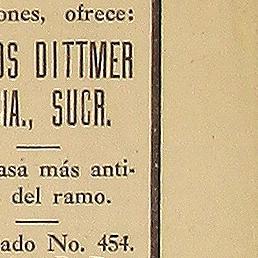 ones, ofrece:
OS DITTMER
IA., SUCR.
asa más anti-
del ramo.
ado No. 454.